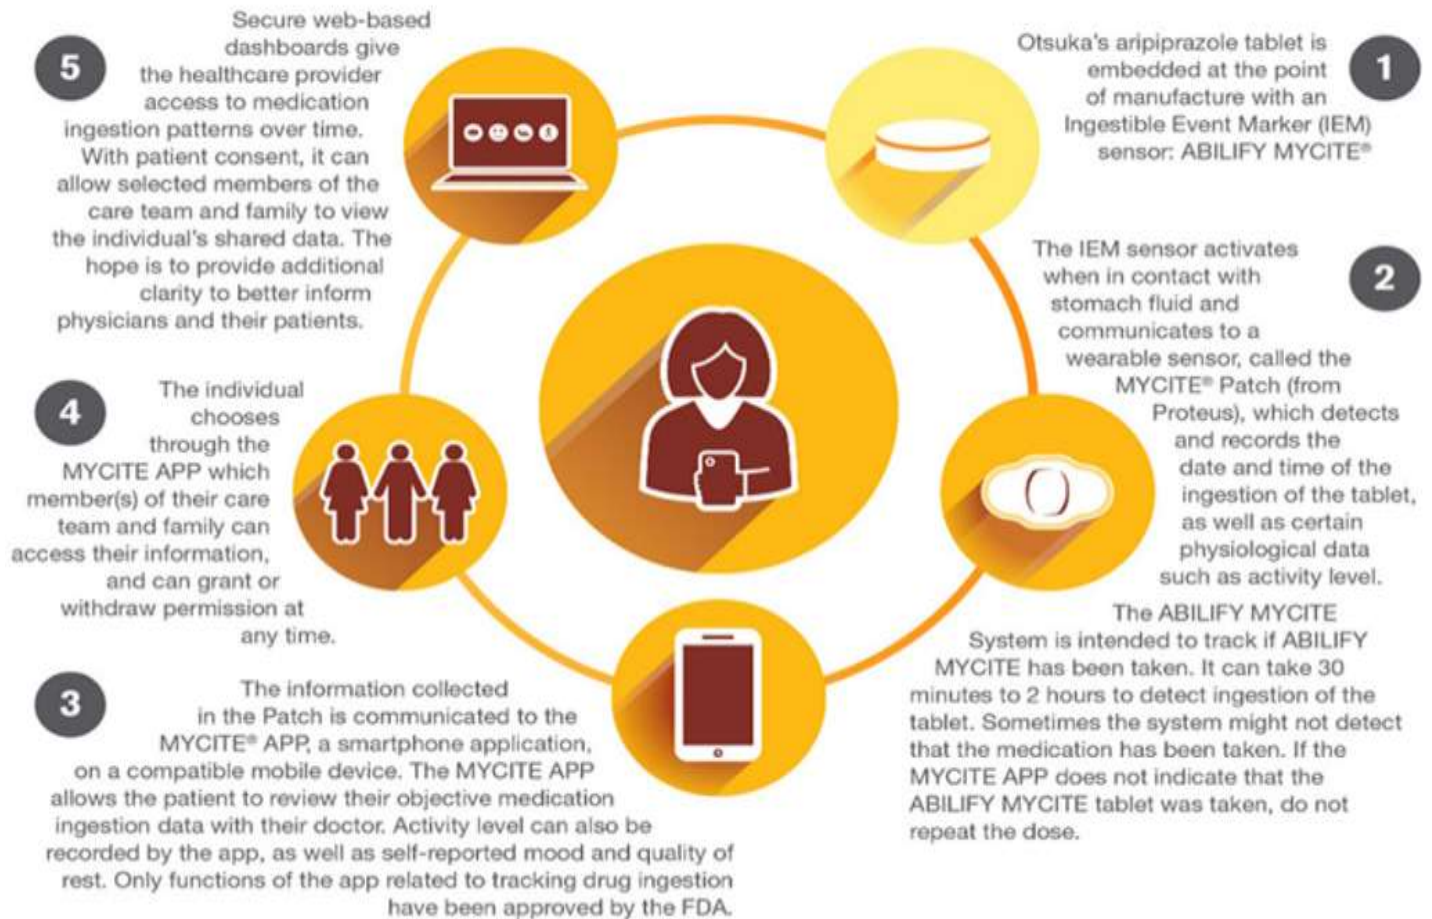 1
Otsuka's aripiprazole tablet is
embedded at the point
of manufacture with an
Ingestible Event Marker (IEM)
sensor: ABILIFY MYCITE®
2
The IEM sensor activates
when in contact with
stomach fluid and
communicates to a
wearable sensor, called the
MYCITE® Patch (from
Proteus), which detects
and records the
date and time of the
ingestion of the tablet,
as well as certain
physiological data
such as activity level.
The ABILIFY MYCITE
System is intended to track if ABILIFY
MYCITE has been taken. It can take 30
minutes to 2 hours to detect ingestion of the
tablet. Sometimes the system might not detect
that the medication has been taken. If the
MYCITE APP does not indicate that the
ABILIFY MYCITE tablet was taken, do not
repeat the dose.
3
The information collected
in the Patch is communicated to the
MYCITE® APP, a smartphone application,
on a compatible mobile device. The MYCITE APP
allows the patient to review their objective medication
ingestion data with their doctor. Activity level can also be
recorded by the app, as well as self-reported mood and quality of
rest. Only functions of the app related to tracking drug ingestion
have been approved by the FDA.
4
The individual
chooses
through the
MYCITE APP which
member(s) of their care
team and family can
access their information,
and can grant or
withdraw permission at
any time.
5
Secure web-based
dashboards give
the healthcare provider
access to medication
ingestion patterns over time.
With patient consent, it can
allow selected members of the
care team and family to view
the individual's shared data. The
hope is to provide additional
clarity to better inform
physicians and their patients.